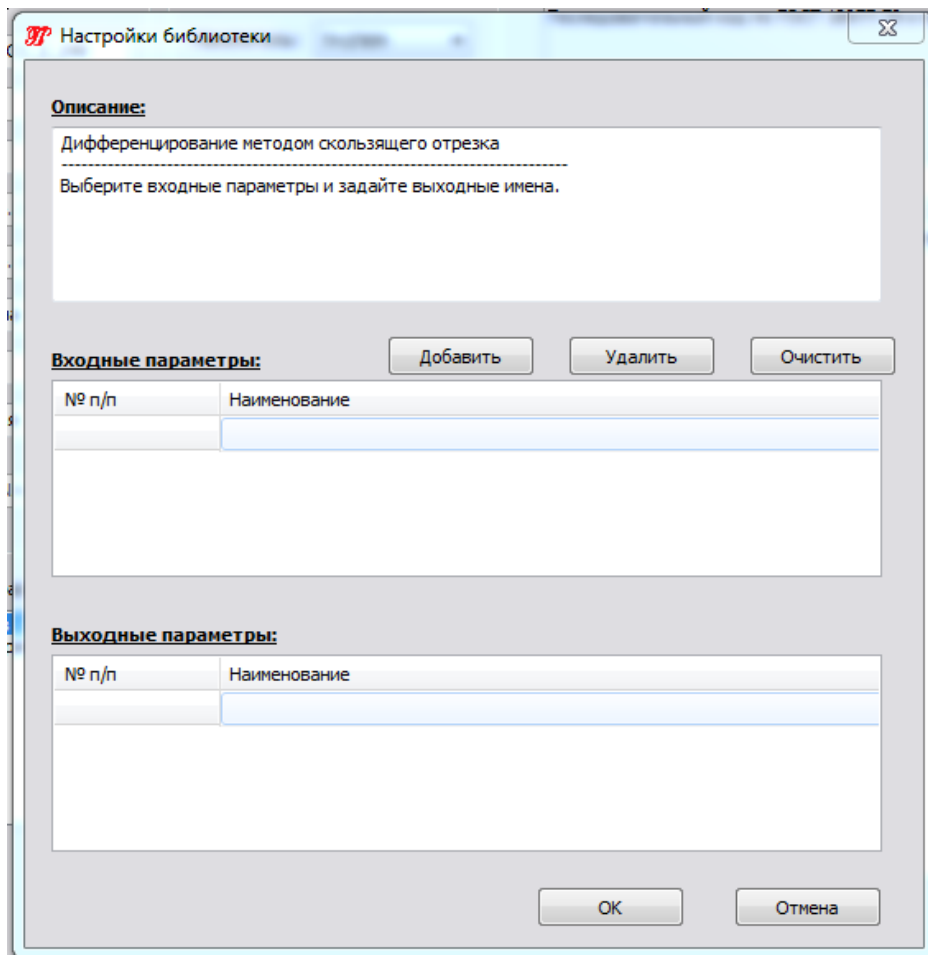 Настройки библиотеки
Описание:
Дифференцирование методом скользящего отрезка
------------------------------------------------------------------------------
Выберите входные параметры и задайте выходные имена.
Входные параметры: Добавить Удалить Очистить
№ п/п Наименование
Выходные параметры:
№ п/п Наименование
OK Отмена